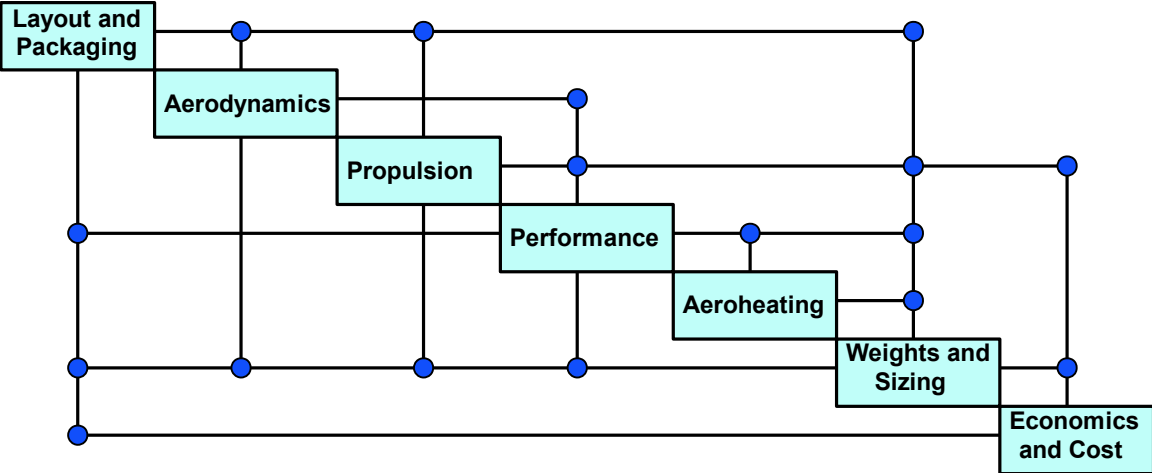 Layout and
Packaging
Aerodynamics
Propulsion
Performance
Aeroheating
Weights and
Sizing
Economics
and Cost